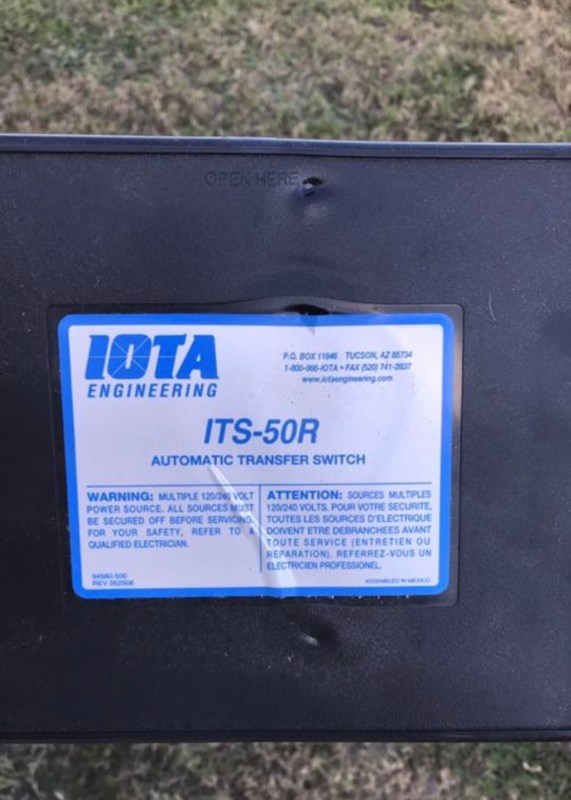 OPEN HERE
IOTA
ENGINEERING
P.O. BOX 11846 TUCSON, AZ 85734
1-800-866-IOTA • FAX (520) 741-2837
www.iotaengineering.com
ITS-50R
AUTOMATIC TRANSFER SWITCH
WARNING: MULTIPLE 120/240 VOLT
POWER SOURCE. ALL SOURCES MUST
BE SECURED OFF BEFORE SERVICING.
FOR YOUR SAFETY, REFER TO A
QUALIFIED ELECTRICIAN.
ATTENTION: SOURCES MULTIPLES
120/240 VOLTS. POUR VOTRE SECURITE,
TOUTES LES SOURCES D'ELECTRIQUE
DOIVENT ETRE DEBRANCHEES AVANT
TOUTE SERVICE (ENTRETIEN OU
REPARATION). REFERREZ-VOUS UN
ELECTRICIEN PROFESSIONEL.
94580-500
REV 052508
ASSEMBLED IN MEXICO